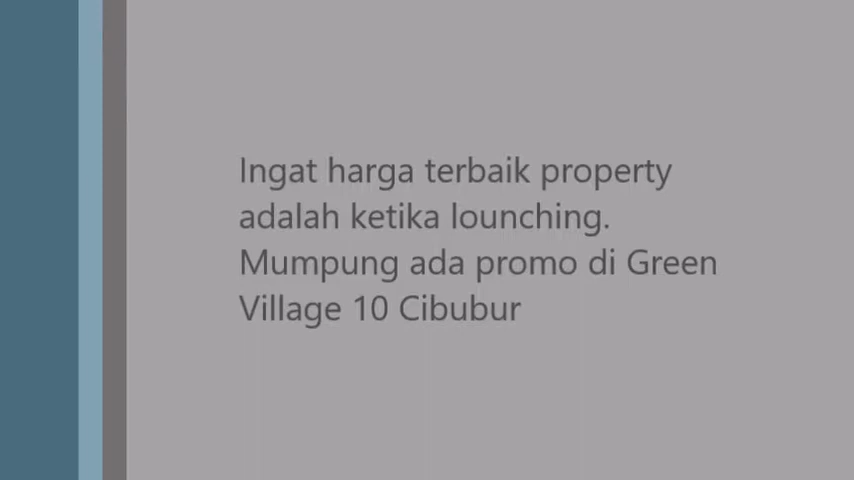 Ingat harga terbaik property
adalah ketika lounching.
Mumpung ada promo di Green
Village 10 Cibubur